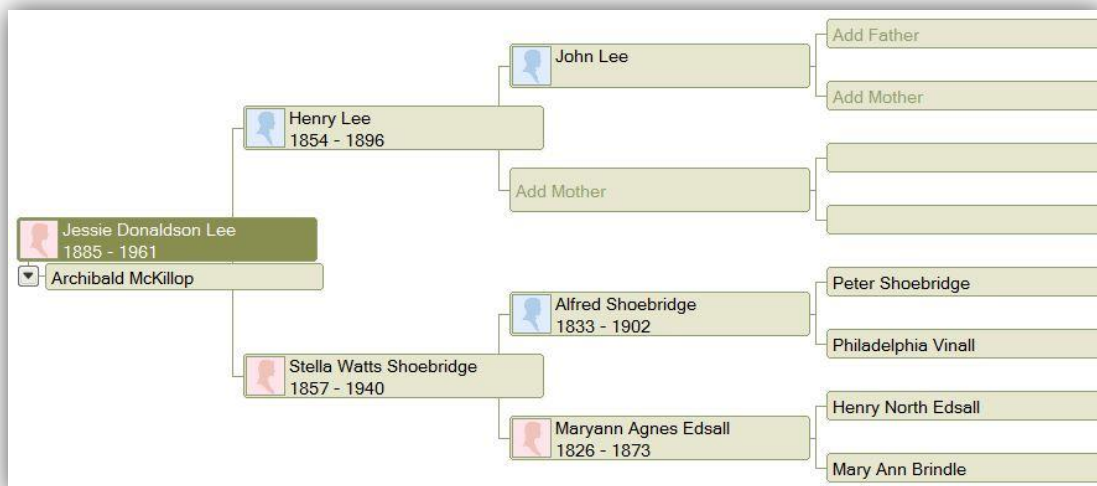 Add Father
John Lee
Add Mother
Henry Lee
1854 - 1896
Add Mother
Jessie Donaldson Lee
1885 - 1961
Archibald McKillop
Peter Shoebridge
Alfred Shoebridge
1833 - 1902
Philadelphia Vinall
Stella Watts Shoebridge
1857 - 1940
Henry North Edsall
Maryann Agnes Edsall
1826 - 1873
Mary Ann Brindle